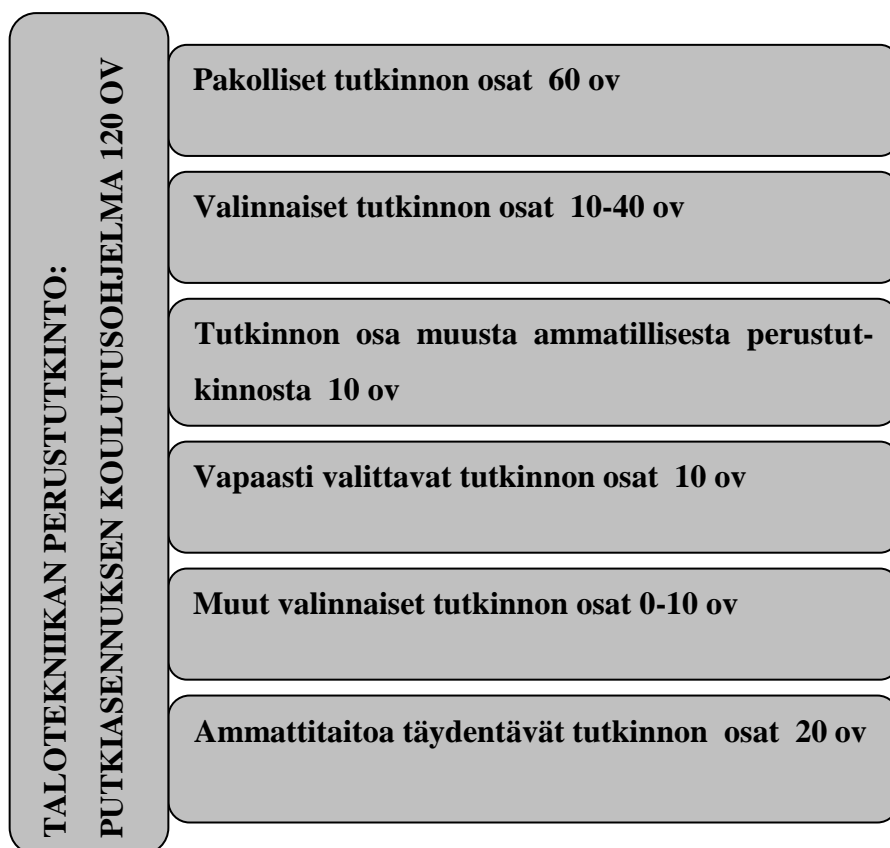 TALOTEKNIIKAN PERUSTUTKINTO:
PUTKIASENNUKSEN KOULUTUSOHJELMA 120 OV
Pakolliset tutkinnon osat 60 ov
Valinnaiset tutkinnon osat 10-40 ov
Tutkinnon osa muusta ammatillisesta perustut-
kinnosta 10 ov
Vapaasti valittavat tutkinnon osat 10 ov
Muut valinnaiset tutkinnon osat 0-10 ov
Ammattitaitoa täydentävät tutkinnon osat 20 ov